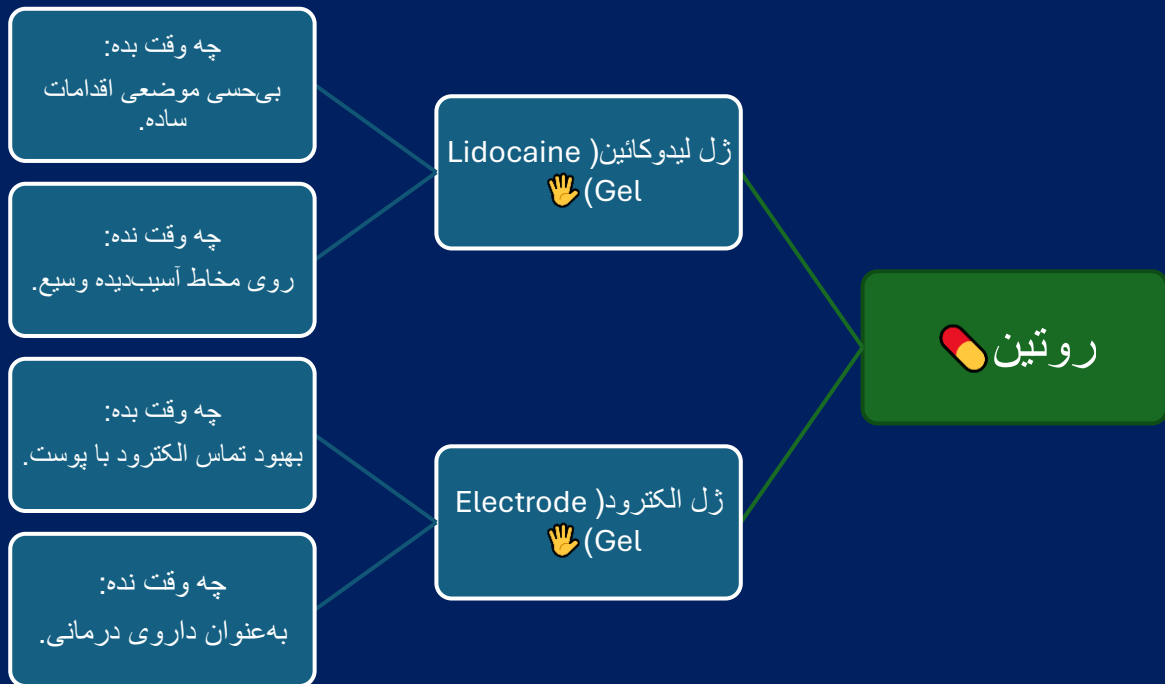 روتین💊
ژل لیدوکائین( Lidocaine
Gel)🖐
چه وقت بده:
بی‌حسی موضعی اقدامات
ساده.
چه وقت نده:
روی مخاط آسیب‌دیده وسیع.
ژل الکترود( Electrode
Gel)🖐
چه وقت بده:
بهبود تماس الکترود با پوست.
چه وقت نده:
به‌عنوان داروی درمانی.